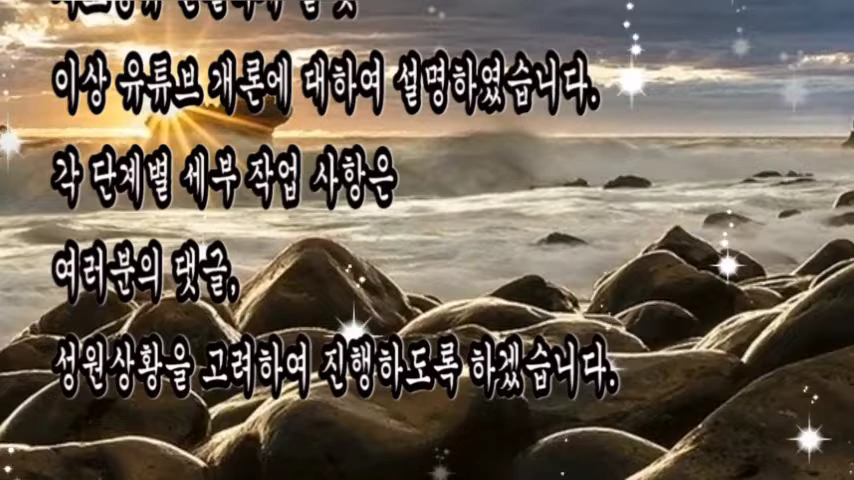 이상 유튜브 개론에 대하여 설명하였습니다.
각 단계별 세부 작업 사항은
여러분의 댓글,
성원상황을 고려하여 진행하도록 하겠습니다.